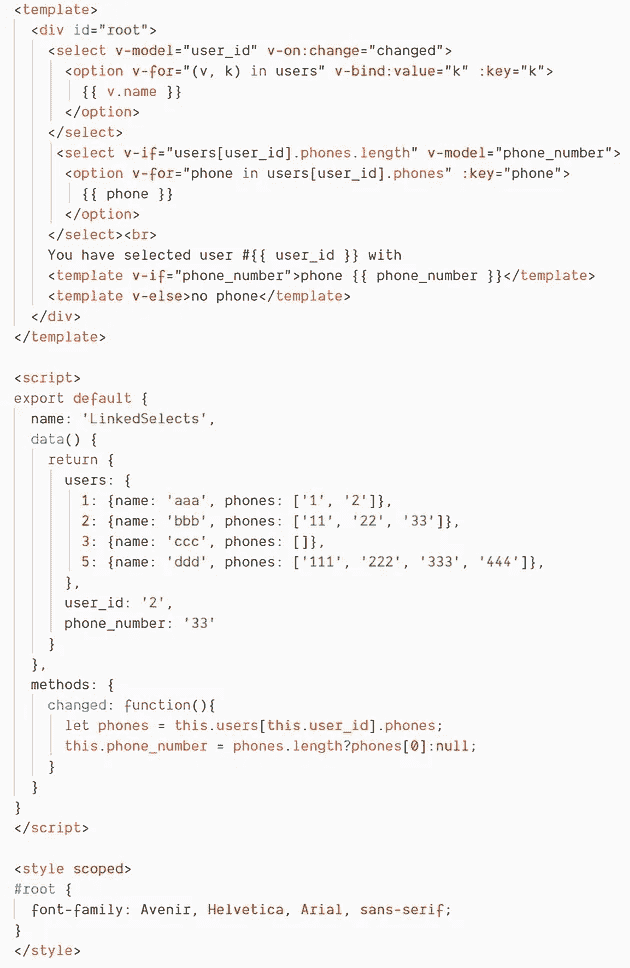 <template>
  <div id="root">
    <select v-model="user_id" v-on:change="changed">
      <option v-for="(v, k) in users" v-bind:value="k" :key="k">
        {{ v.name }}
      </option>
    </select>
    <select v-if="users[user_id].phones.length" v-model="phone_number">
      <option v-for="phone in users[user_id].phones" :key="phone">
        {{ phone }}
      </option>
    </select><br>
    You have selected user #{{ user_id }} with
    <template v-if="phone_number">phone {{ phone_number }}</template>
    <template v-else>no phone</template>
  </div>
</template>

<script>
export default {
  name: 'LinkedSelects',
  data() {
    return {
      users: {
        1: {name: 'aaa', phones: ['1', '2']},
        2: {name: 'bbb', phones: ['11', '22', '33']},
        3: {name: 'ccc', phones: []},
        5: {name: 'ddd', phones: ['111', '222', '333', '444']},
      },
      user_id: '2',
      phone_number: '33'
    }
  },
  methods: {
    changed: function(){
      let phones = this.users[this.user_id].phones;
      this.phone_number = phones.length?phones[0]:null;
    }
  }
}
</script>

<style scoped>
#root {
  font-family: Avenir, Helvetica, Arial, sans-serif;
}
</style>